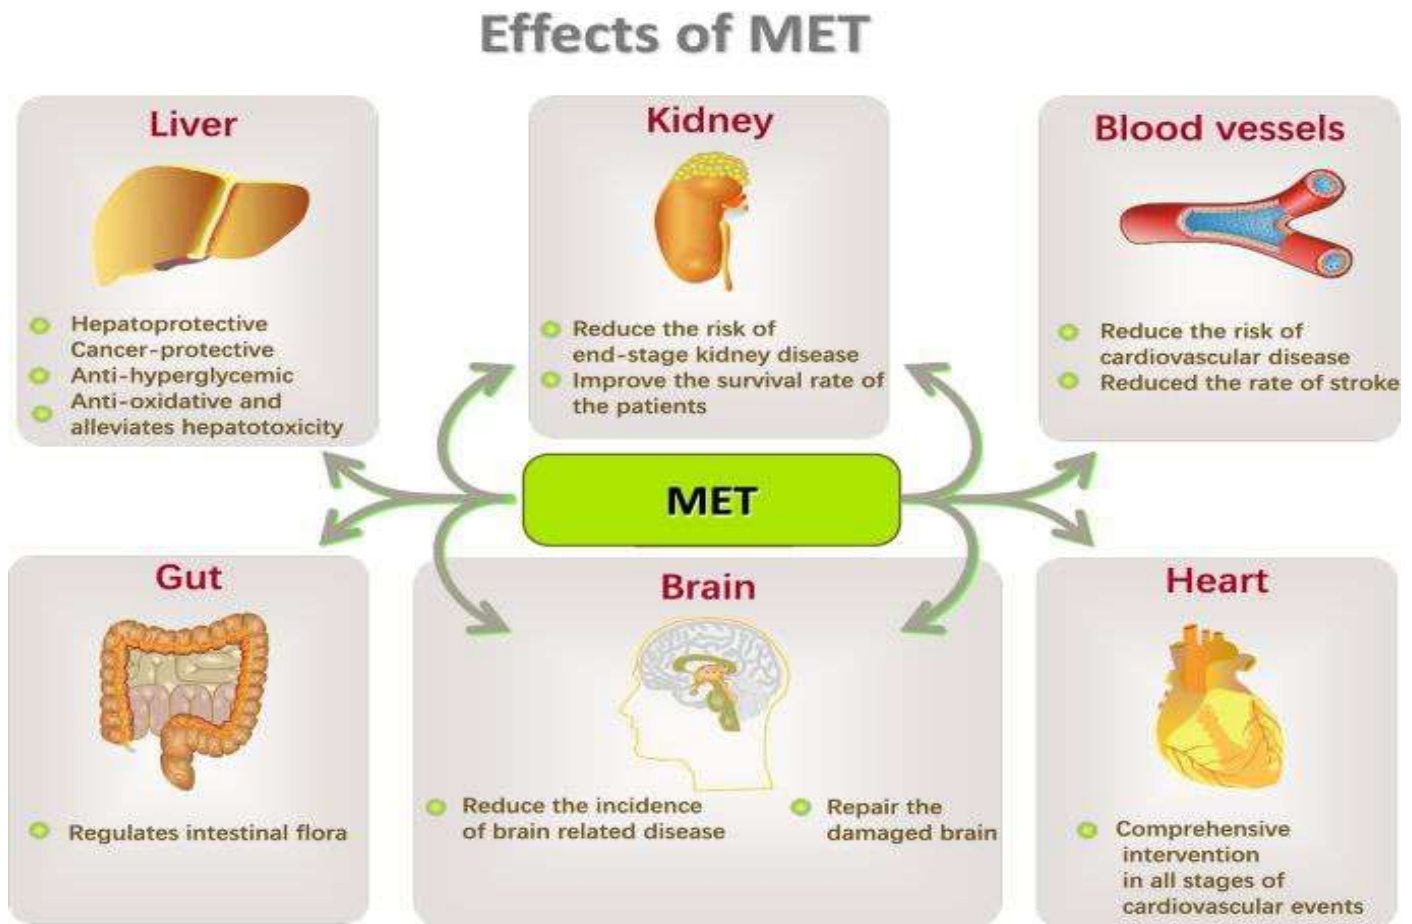 Effects of MET
Liver
Hepatoprotective
Cancer-protective
Anti-hyperglycemic
Anti-oxidative and
alleviates hepatotoxicity
Kidney
Reduce the risk of
end-stage kidney disease
Improve the survival rate of
the patients
Blood vessels
Reduce the risk of
cardiovascular disease
Reduced the rate of stroke
MET
Gut
Regulates intestinal flora
Brain
Reduce the incidence
of brain related disease
Repair the
damaged brain
Heart
Comprehensive
intervention
in all stages of
cardiovascular events